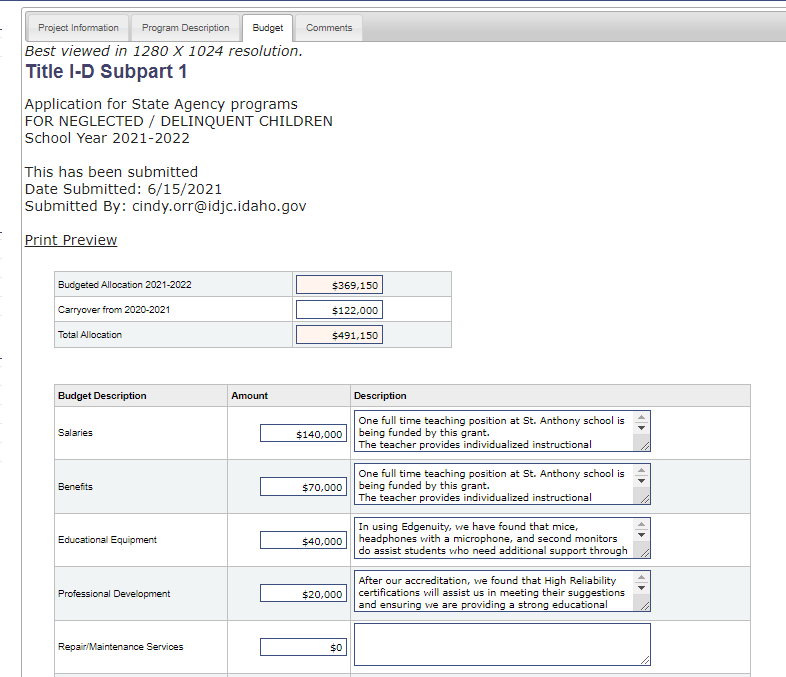 Project Information Program Description Budget Comments
Best viewed in 1280 X 1024 resolution.
Title I-D Subpart 1
Application for State Agency programs
FOR NEGLECTED / DELINQUENT CHILDREN
School Year 2021-2022
This has been submitted
Date Submitted: 6/15/2021
Submitted By: cindy.orr@idjc.idaho.gov
Print Preview
Budgeted Allocation 2021-2022 $369,150
Carryover from 2020-2021 $122,000
Total Allocation $491,150
Budget Description Amount Description
Salaries $140,000
One full time teaching position at St. Anthony school is
being funded by this grant.
The teacher provides individualized instructional
Benefits $70,000
One full time teaching position at St. Anthony school is
being funded by this grant.
The teacher provides individualized instructional
Educational Equipment $40,000
In using Edgenuity, we have found that mice,
headphones with a microphone, and second monitors
do assist students who need additional support through
Professional Development $20,000
After our accreditation, we found that High Reliability
certifications will assist us in meeting their suggestions
and ensuring we are providing a strong educational
Repair/Maintenance Services $0